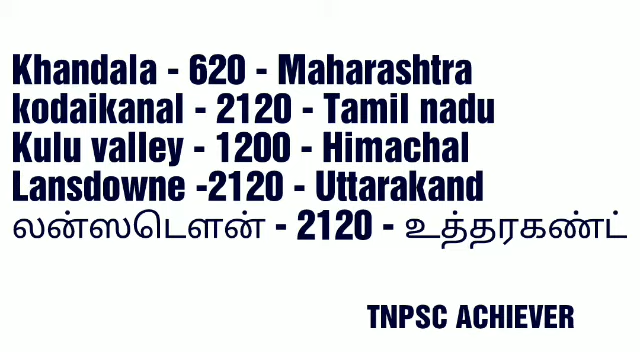 Khandala - 620 - Maharashtra
kodaikanal - 2120 - Tamil nadu
Kulu valley - 1200 - Himachal
Lansdowne -2120 - Uttarakand
லன்ஸடௌன் - 2120 - உத்தரகண்ட்
TNPSC ACHIEVER